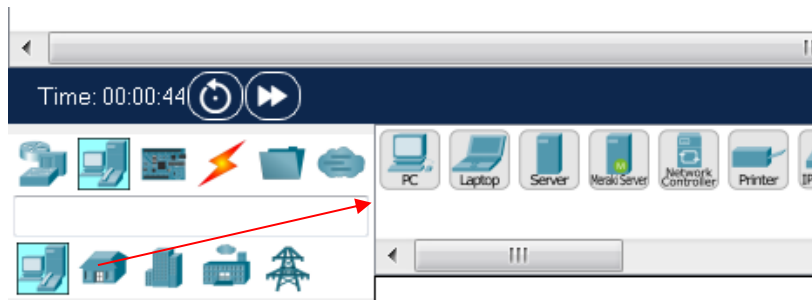 Time: 00:00:44
PC Laptop Server Meraki Server Network Controller Printer